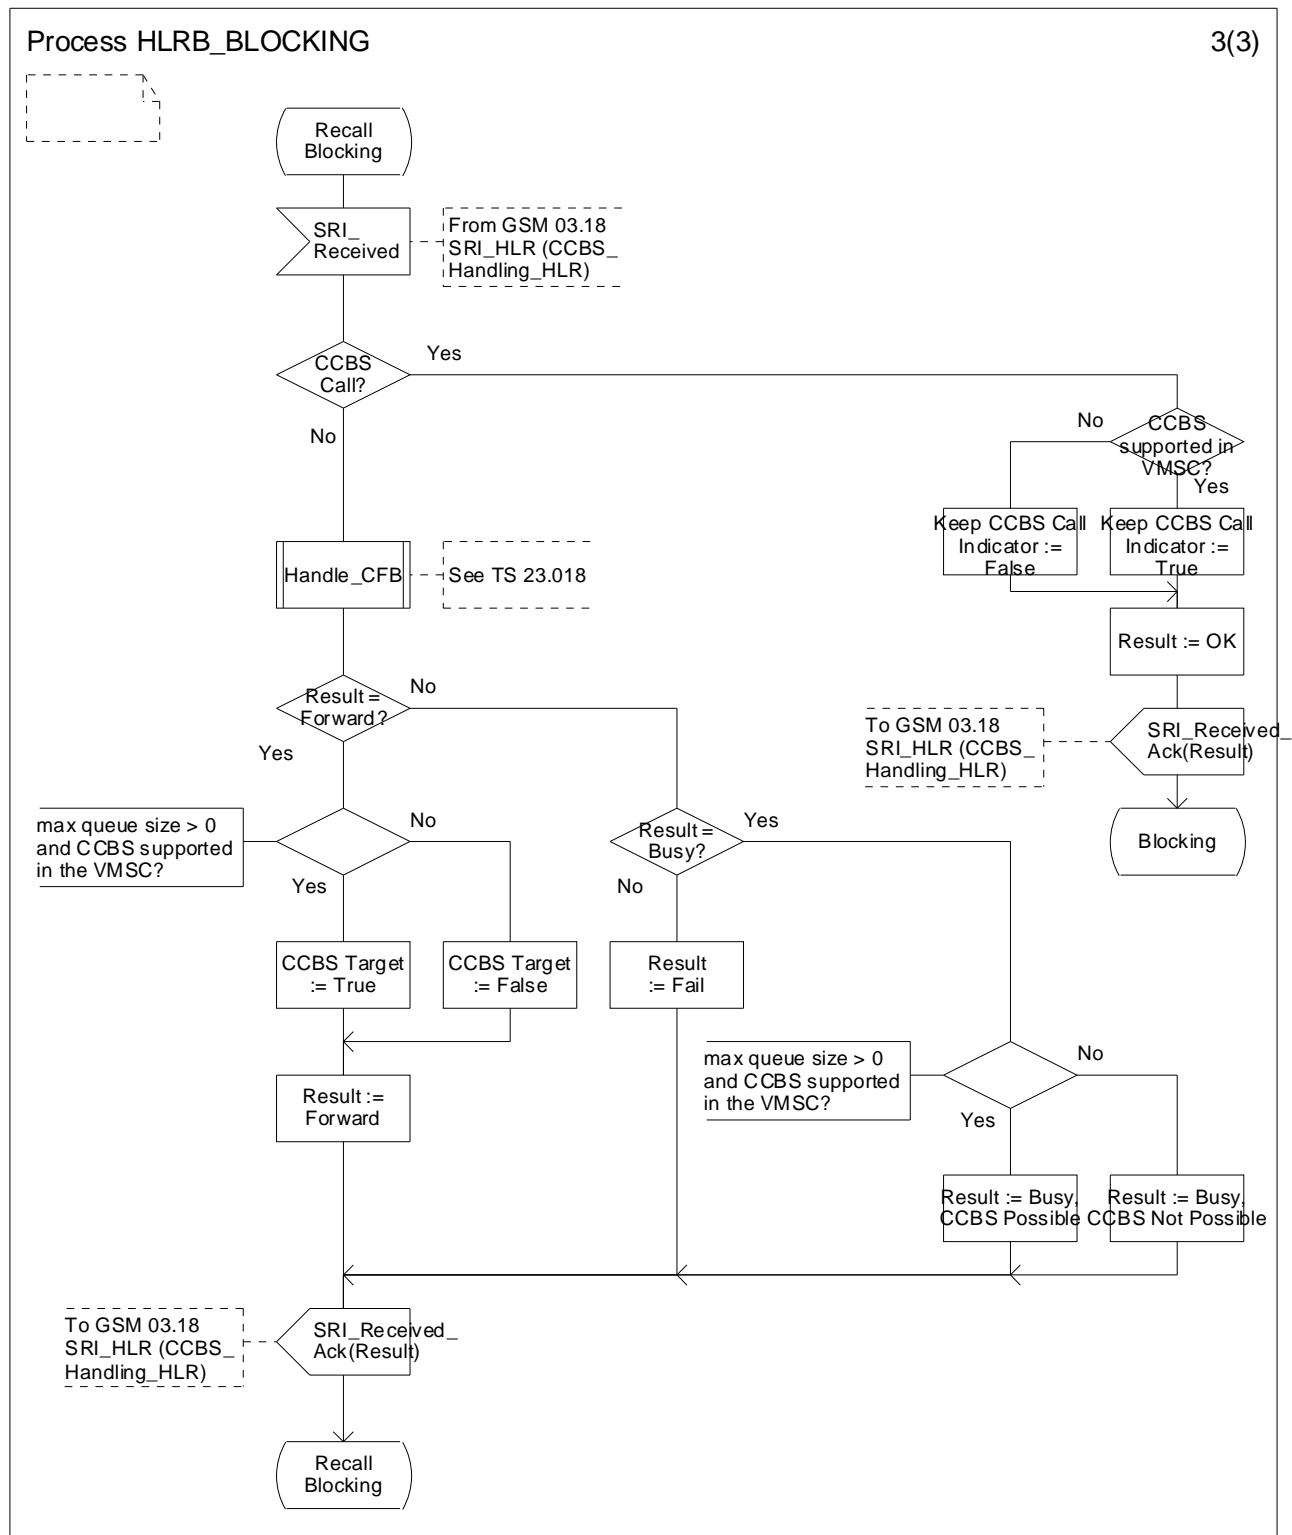 Process HLRB_BLOCKING
3(3)
Recall
Blocking
SRI_
Received
From GSM 03.18
SRI_HLR (CCBS_
Handling_HLR)
CCBS
Call?
Yes
No
CCBS
supported in
VMSC?
No
Yes
Keep CCBS Call
Indicator :=
False
Keep CCBS Call
Indicator :=
True
Handle_CFB
See TS 23.018
Result := OK
Result =
Forward?
No
Yes
To GSM 03.18
SRI_HLR (CCBS_
Handling_HLR)
SRI_Received_
Ack(Result)
max queue size > 0
and CCBS supported
in the VMSC?
No
Yes
Result =
Busy?
Yes
No
Blocking
CCBS Target
:= True
CCBS Target
:= False
Result
:= Fail
max queue size > 0
and CCBS supported
in the VMSC?
No
Yes
Result :=
Forward
Result := Busy,
CCBS Possible
Result := Busy,
CCBS Not Possible
To GSM 03.18
SRI_HLR (CCBS_
Handling_HLR)
SRI_Received_
Ack(Result)
Recall
Blocking